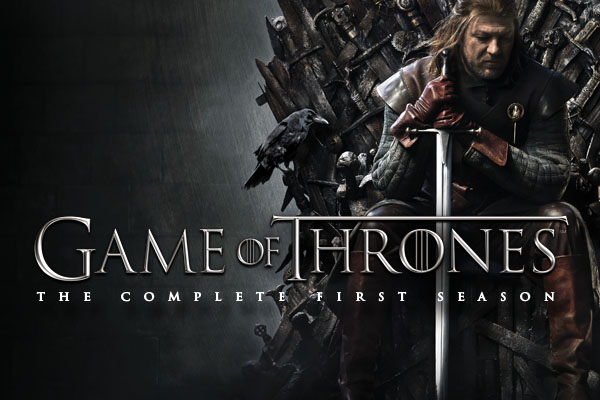 GAME OF THRONES
THE COMPLETE FIRST SEASON